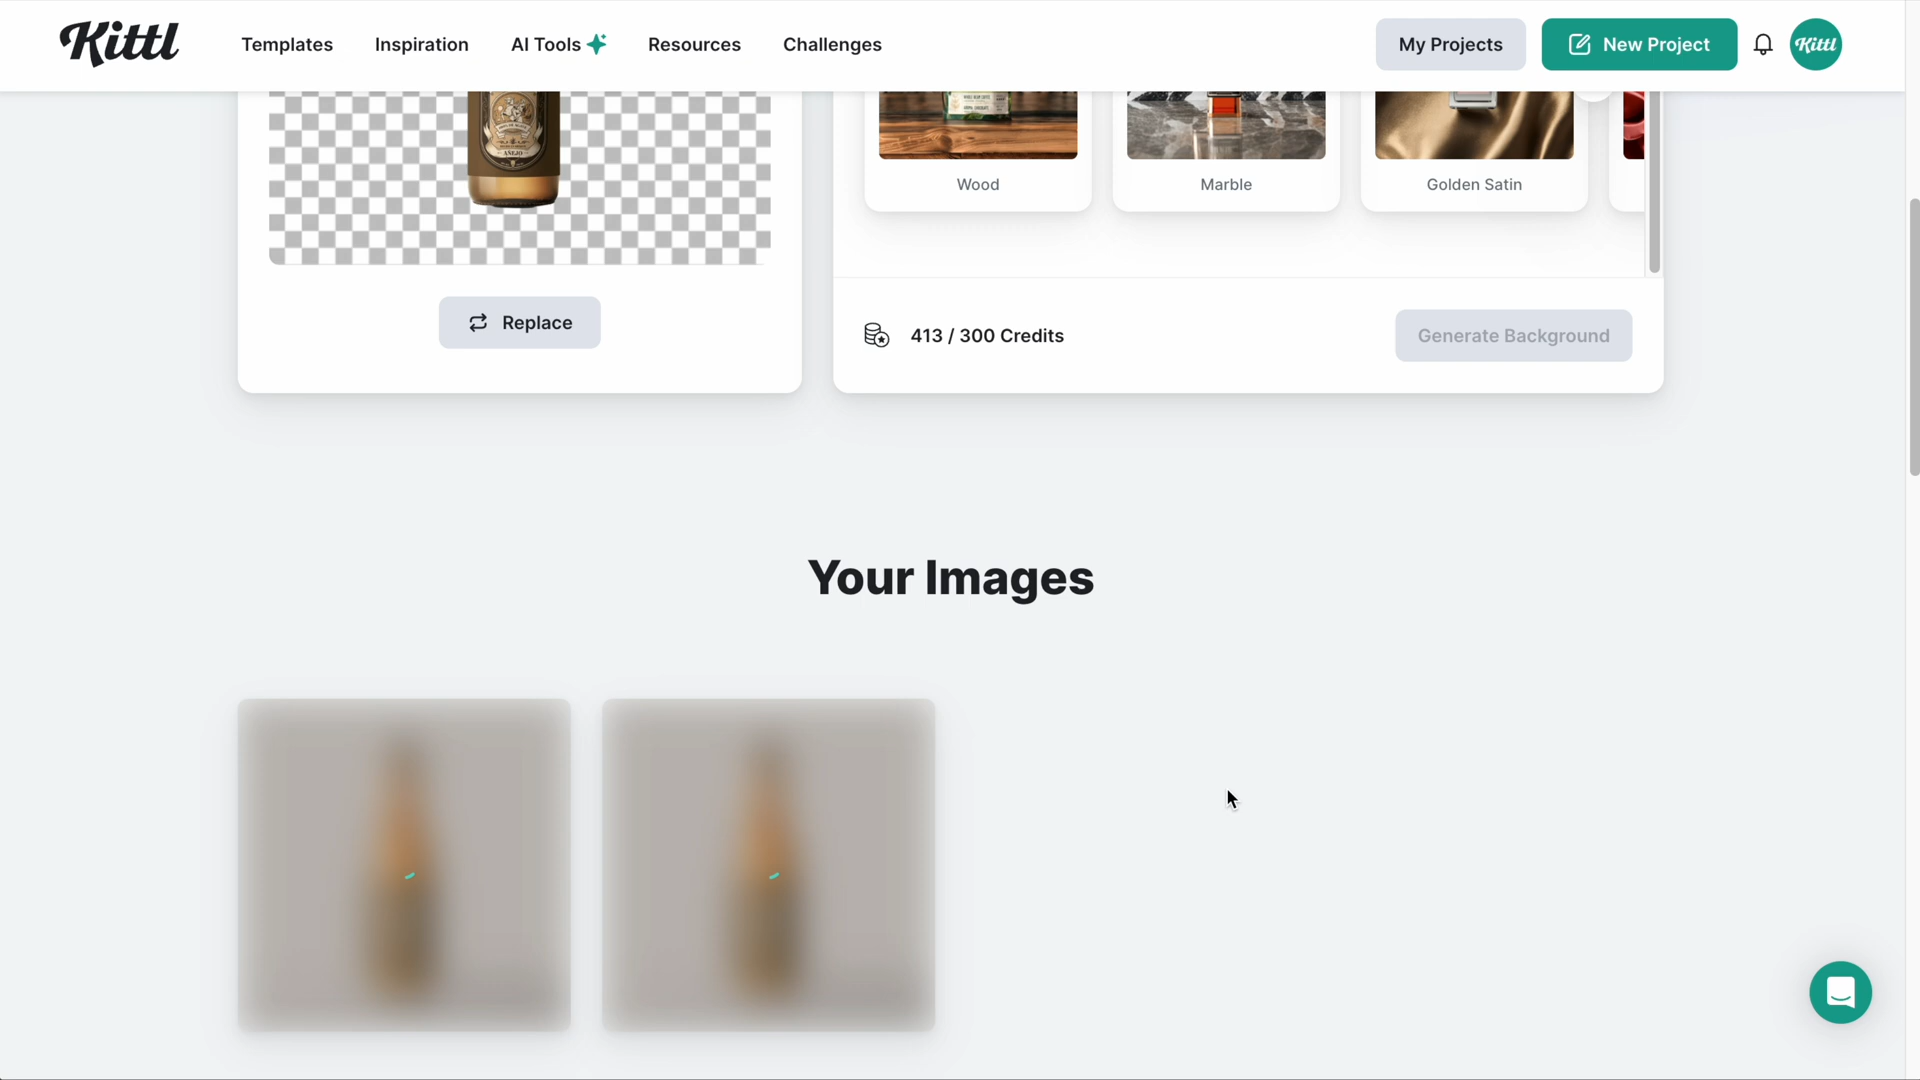 Kittl
Templates
Inspiration
AI Tools
Resources
Challenges
My Projects
New Project
Kittl
AÑEJO
Wood
Marble
Golden Satin
Replace
413 / 300 Credits
Generate Background
Your Images